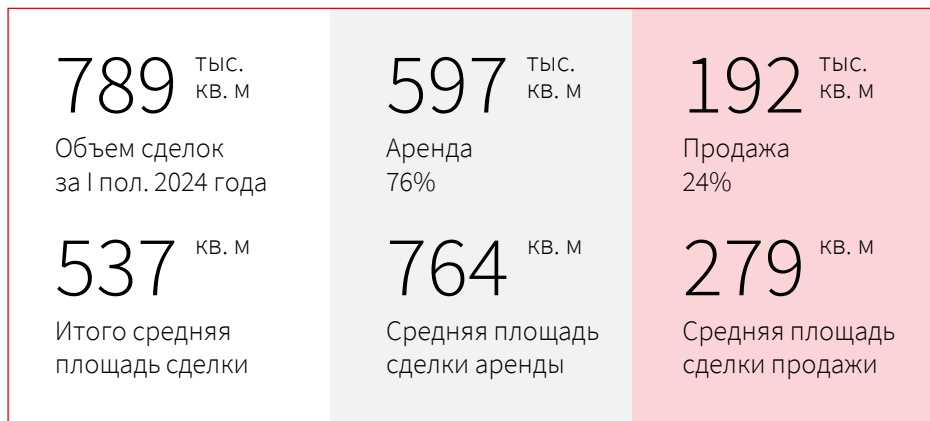 789 тыс.
кв. м
Объем сделок
за I пол. 2024 года
537 кв. м
Итого средняя
площадь сделки
597 тыс.
кв. м
Аренда
76%
764 кв. м
Средняя площадь
сделки аренды
192 тыс.
кв. м
Продажа
24%
279 кв. м
Средняя площадь
сделки продажи